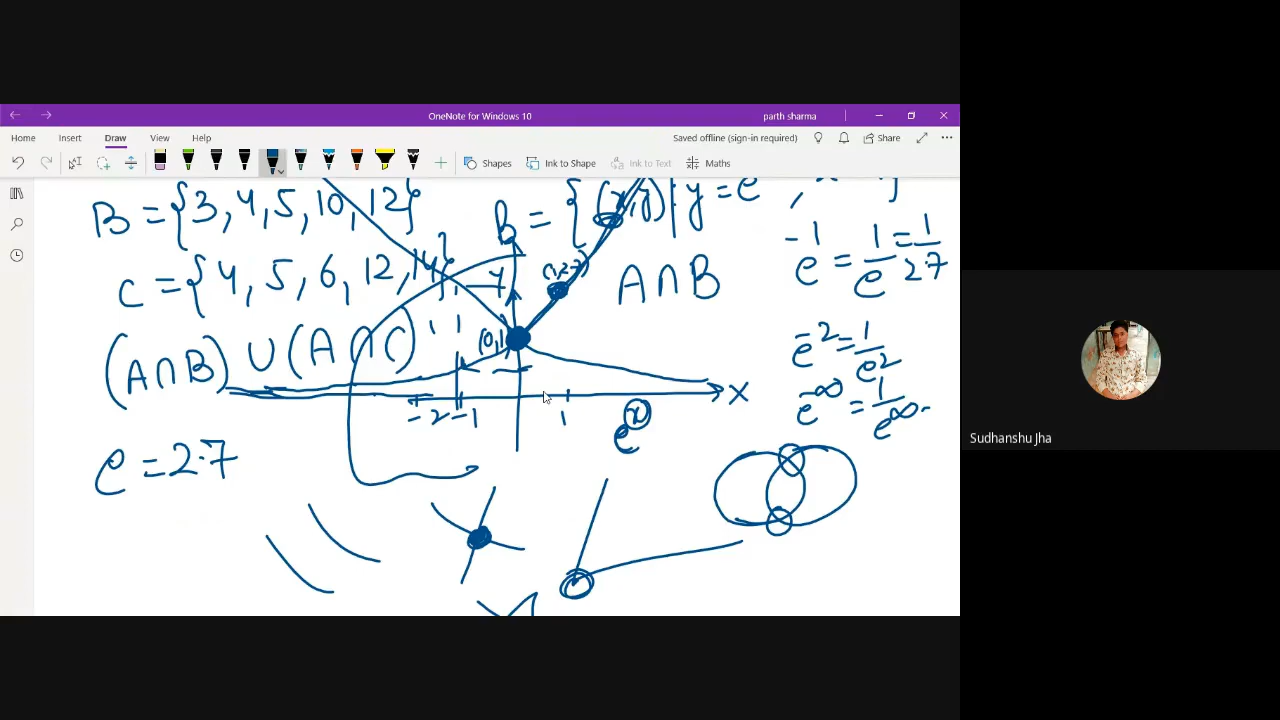 OneNote for Windows 10
parth sharma
Home Insert Draw View Help
Saved offline (sign-in required)
Share
Shapes
Ink to Shape
Ink to Text
Maths
B = {3, 4, 5, 10, 12}
B = { (x,y) | y = e
C = {4, 5, 6, 12, 14}
y
A∩B
(A∩B) ∪ (A∩C)
(0,1)
-2 -1 1 x
e^x
e = 2.7
e^-1 = 1/e = 1/2.7
e^-2 = 1/e^2
e^-∞ = 1/e^∞
Sudhanshu Jha